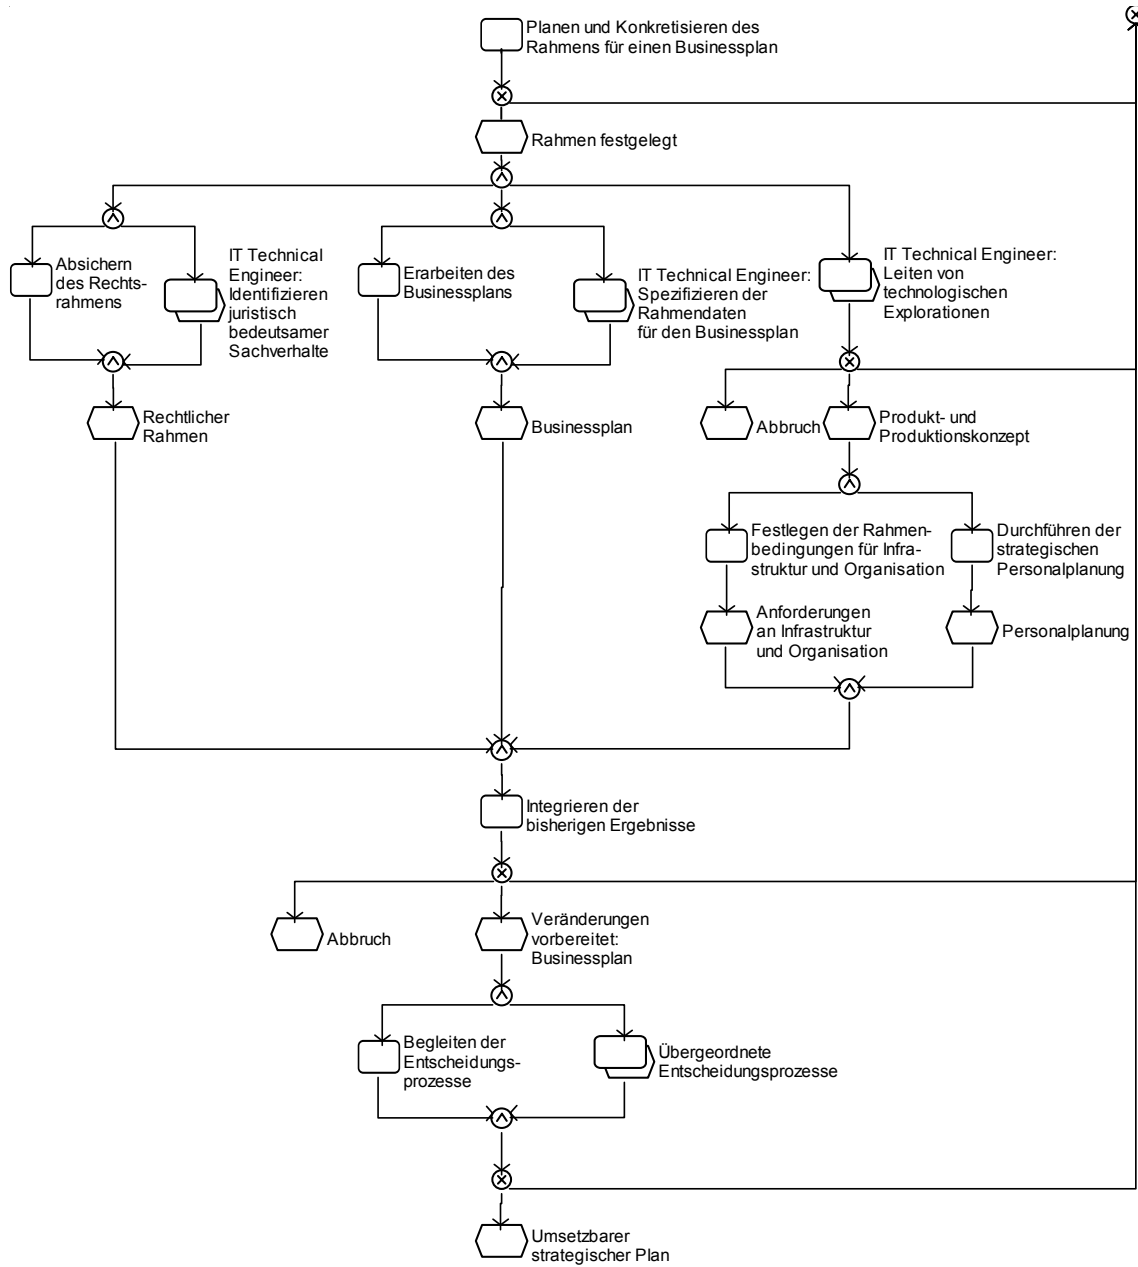 Planen und Konkretisieren des
Rahmens für einen Businessplan
Rahmen festgelegt
Absichern
des Rechts-
rahmens
IT Technical
Engineer:
Identifizieren
juristisch
bedeutsamer
Sachverhalte
Erarbeiten des
Businessplans
IT Technical Engineer:
Spezifizieren der
Rahmendaten
für den Businessplan
IT Technical Engineer:
Leiten von
technologischen
Explorationen
Rechtlicher
Rahmen
Businessplan
Abbruch
Produkt- und
Produktionskonzept
Festlegen der Rahmen-
bedingungen für Infra-
struktur und Organisation
Durchführen der
strategischen
Personalplanung
Anforderungen
an Infrastruktur
und Organisation
Personalplanung
Integrieren der
bisherigen Ergebnisse
Abbruch
Veränderungen
vorbereitet:
Businessplan
Begleiten der
Entscheidungs-
prozesse
Übergeordnete
Entscheidungsprozesse
Umsetzbarer
strategischer Plan